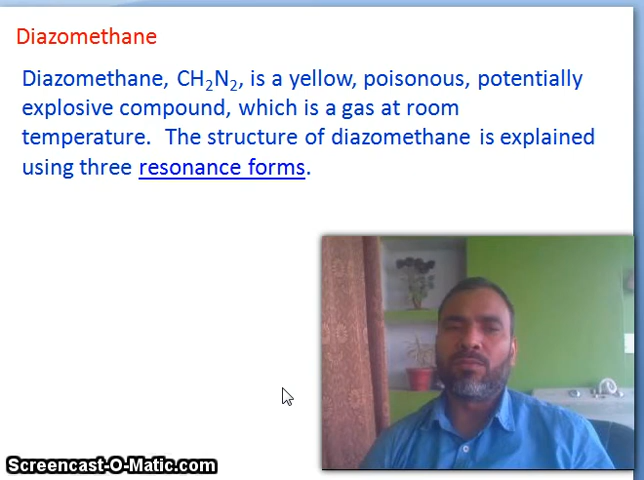 Diazomethane
Diazomethane, CH₂N₂, is a yellow, poisonous, potentially
explosive compound, which is a gas at room
temperature. The structure of diazomethane is explained
using three resonance forms.
Screencast-O-Matic.com